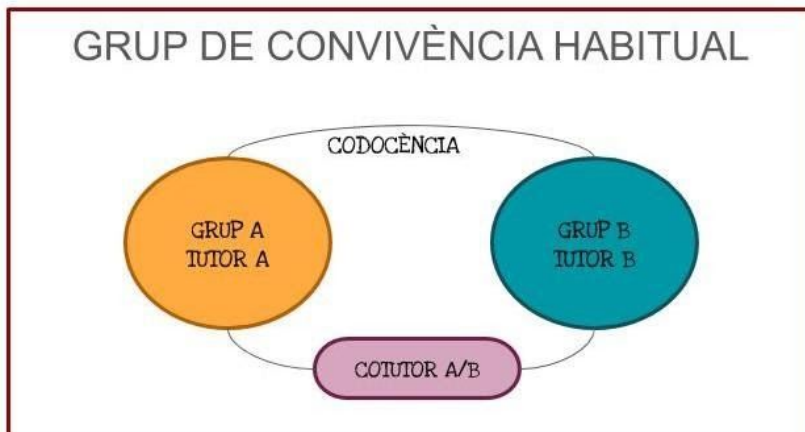 GRUP DE CONVIVÈNCIA HABITUAL
CODOCÈNCIA
GRUP A
TUTOR A
GRUP B
TUTOR B
COTUTOR A/B